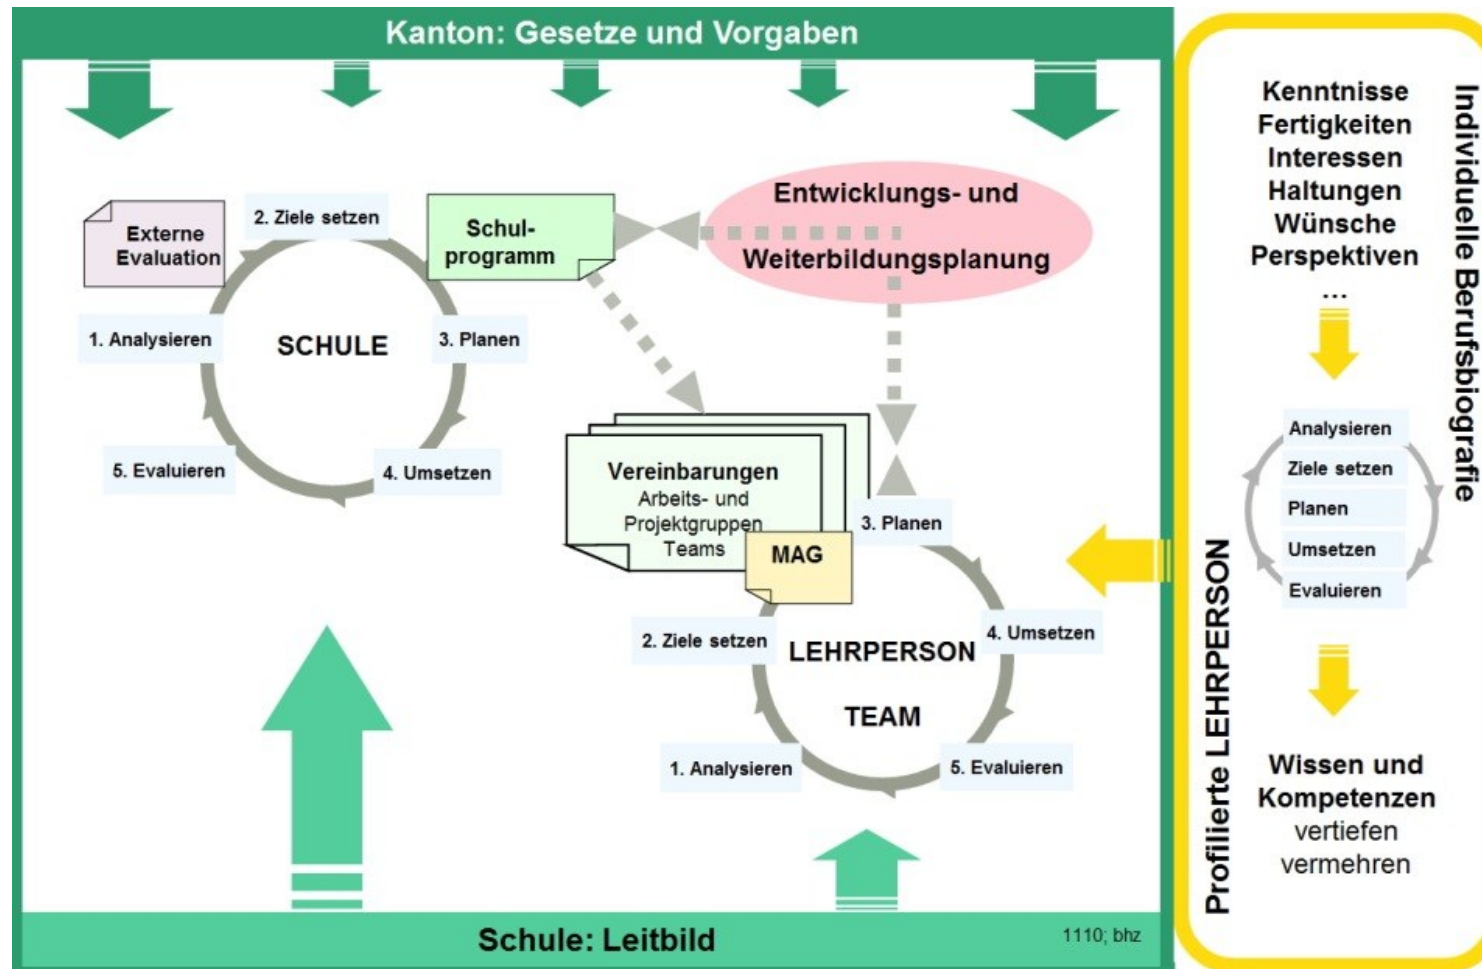 Kanton: Gesetze und Vorgaben
Externe
Evaluation
2. Ziele setzen
Schul-
programm
Entwicklungs- und
Weiterbildungsplanung
1. Analysieren
SCHULE
3. Planen
5. Evaluieren
4. Umsetzen
Vereinbarungen
Arbeits- und
Projektgruppen
Teams
MAG
3. Planen
2. Ziele setzen
LEHRPERSON
TEAM
4. Umsetzen
1. Analysieren
5. Evaluieren
Schule: Leitbild
1110; bhz
Profilierte LEHRPERSON
Kenntnisse
Fertigkeiten
Interessen
Haltungen
Wünsche
Perspektiven
...
Individuelle Berufsbiografie
Analysieren
Ziele setzen
Planen
Umsetzen
Evaluieren
Wissen und
Kompetenzen
vertiefen
vermehren